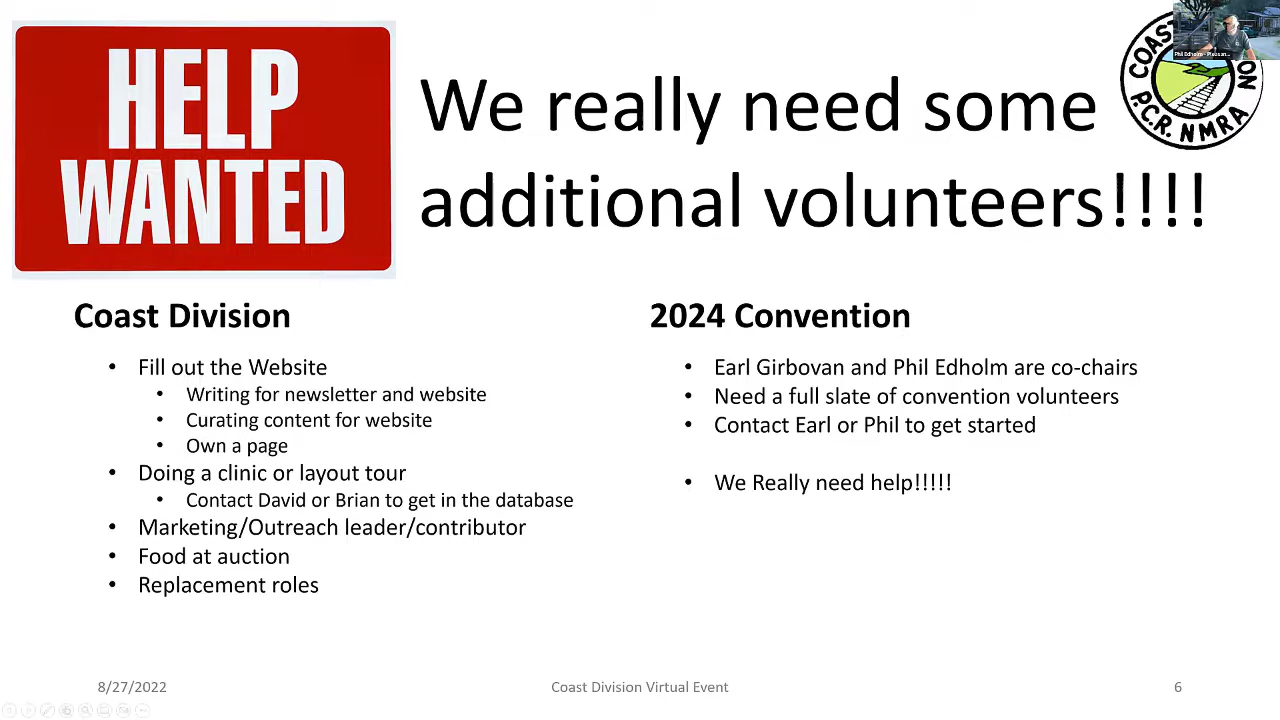 HELP
WANTED
We really need some
additional volunteers!!!!
COAST
ON
P.C.R. NMRA
Phil Edholm -
Coast Division
• Fill out the Website
• Writing for newsletter and website
• Curating content for website
• Own a page
• Doing a clinic or layout tour
• Contact David or Brian to get in the database
• Marketing/Outreach leader/contributor
• Food at auction
• Replacement roles
2024 Convention
• Earl Girbovan and Phil Edholm are co-chairs
• Need a full slate of convention volunteers
• Contact Earl or Phil to get started
• We Really need help!!!!!
8/27/2022
Coast Division Virtual Event
6